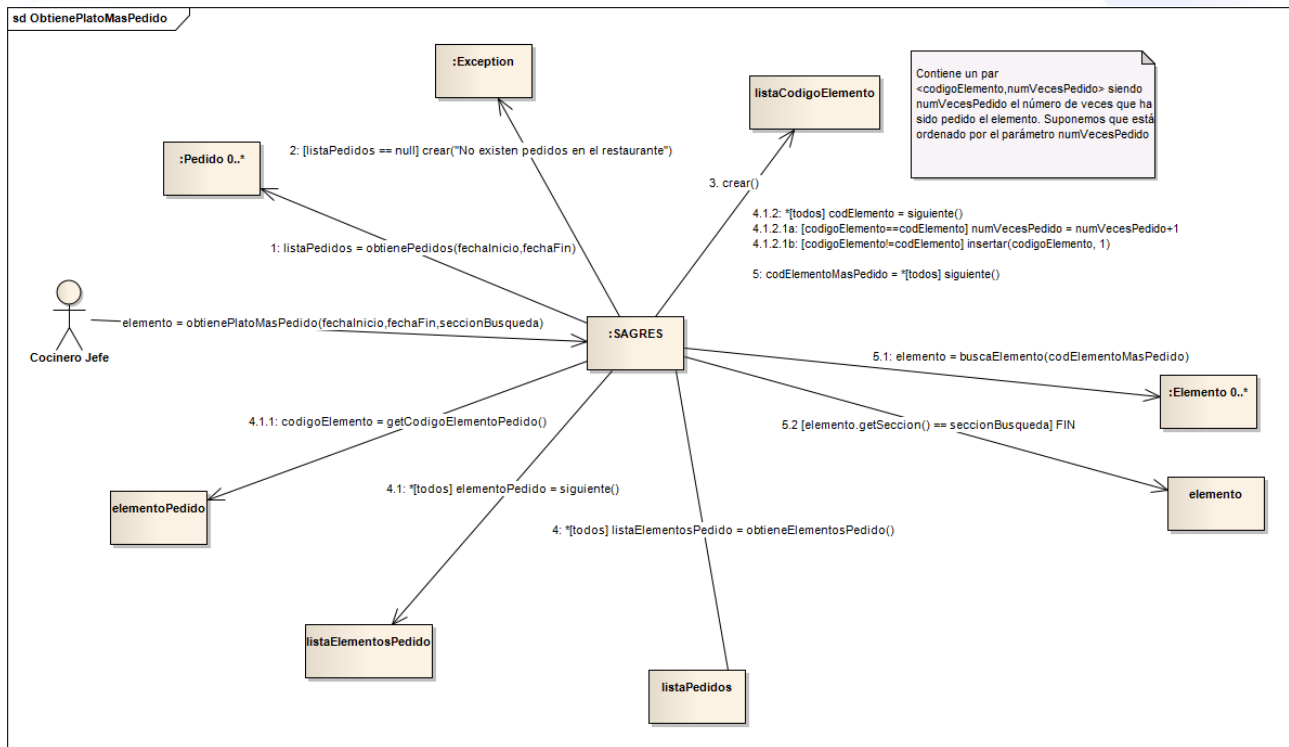 sd ObtienePlatoMasPedido
:Exception
listaCodigoElemento
Contiene un par
<codigoElemento,numVecesPedido> siendo
numVecesPedido el número de veces que ha
sido pedido el elemento. Suponemos que está
ordenado por el parámetro numVecesPedido
2: [listaPedidos == null] crear("No existen pedidos en el restaurante")
:Pedido 0..*
3. crear()
4.1.2: *[todos] codElemento = siguiente()
4.1.2.1a: [codigoElemento==codElemento] numVecesPedido = numVecesPedido+1
4.1.2.1b: [codigoElemento!=codElemento] insertar(codigoElemento, 1)
1: listaPedidos = obtienePedidos(fechaInicio,fechaFin)
5: codElementoMasPedido = *[todos] siguiente()
elemento = obtienePlatoMasPedido(fechaInicio,fechaFin,seccionBusqueda)
:SAGRES
Cocinero Jefe
5.1: elemento = buscaElemento(codElementoMasPedido)
:Elemento 0..*
4.1.1: codigoElemento = getCodigoElementoPedido()
5.2 [elemento.getSeccion() == seccionBusqueda] FIN
4.1: *[todos] elementoPedido = siguiente()
elemento
elementoPedido
4: *[todos] listaElementosPedido = obtieneElementosPedido()
listaElementosPedido
listaPedidos